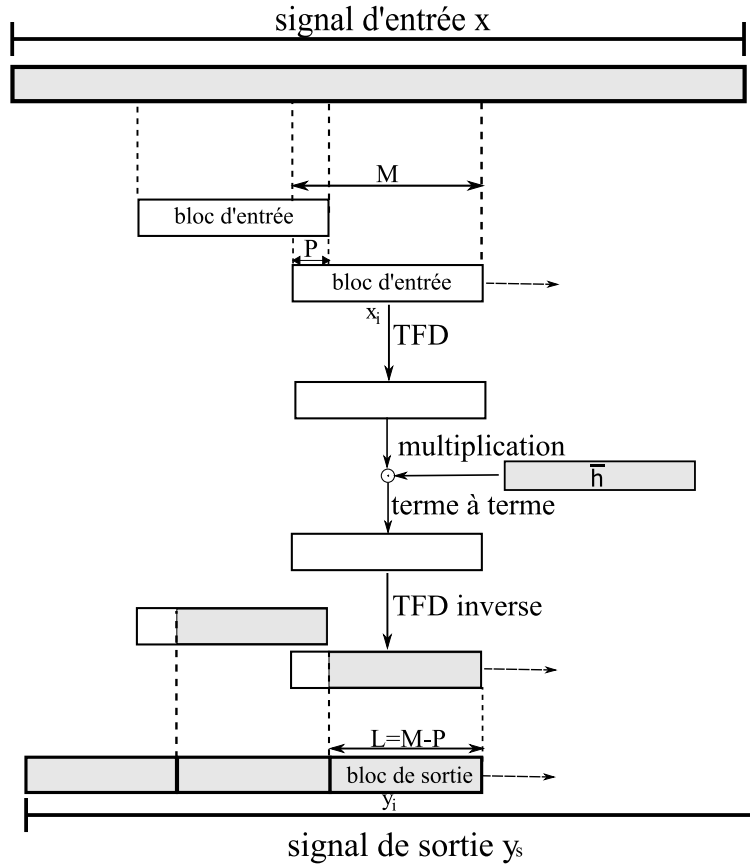 signal d'entrée x
M
bloc d'entrée
P
bloc d'entrée
xi
TFD
multiplication
h̅
terme à terme
TFD inverse
L=M-P
bloc de sortie
yi
signal de sortie ys